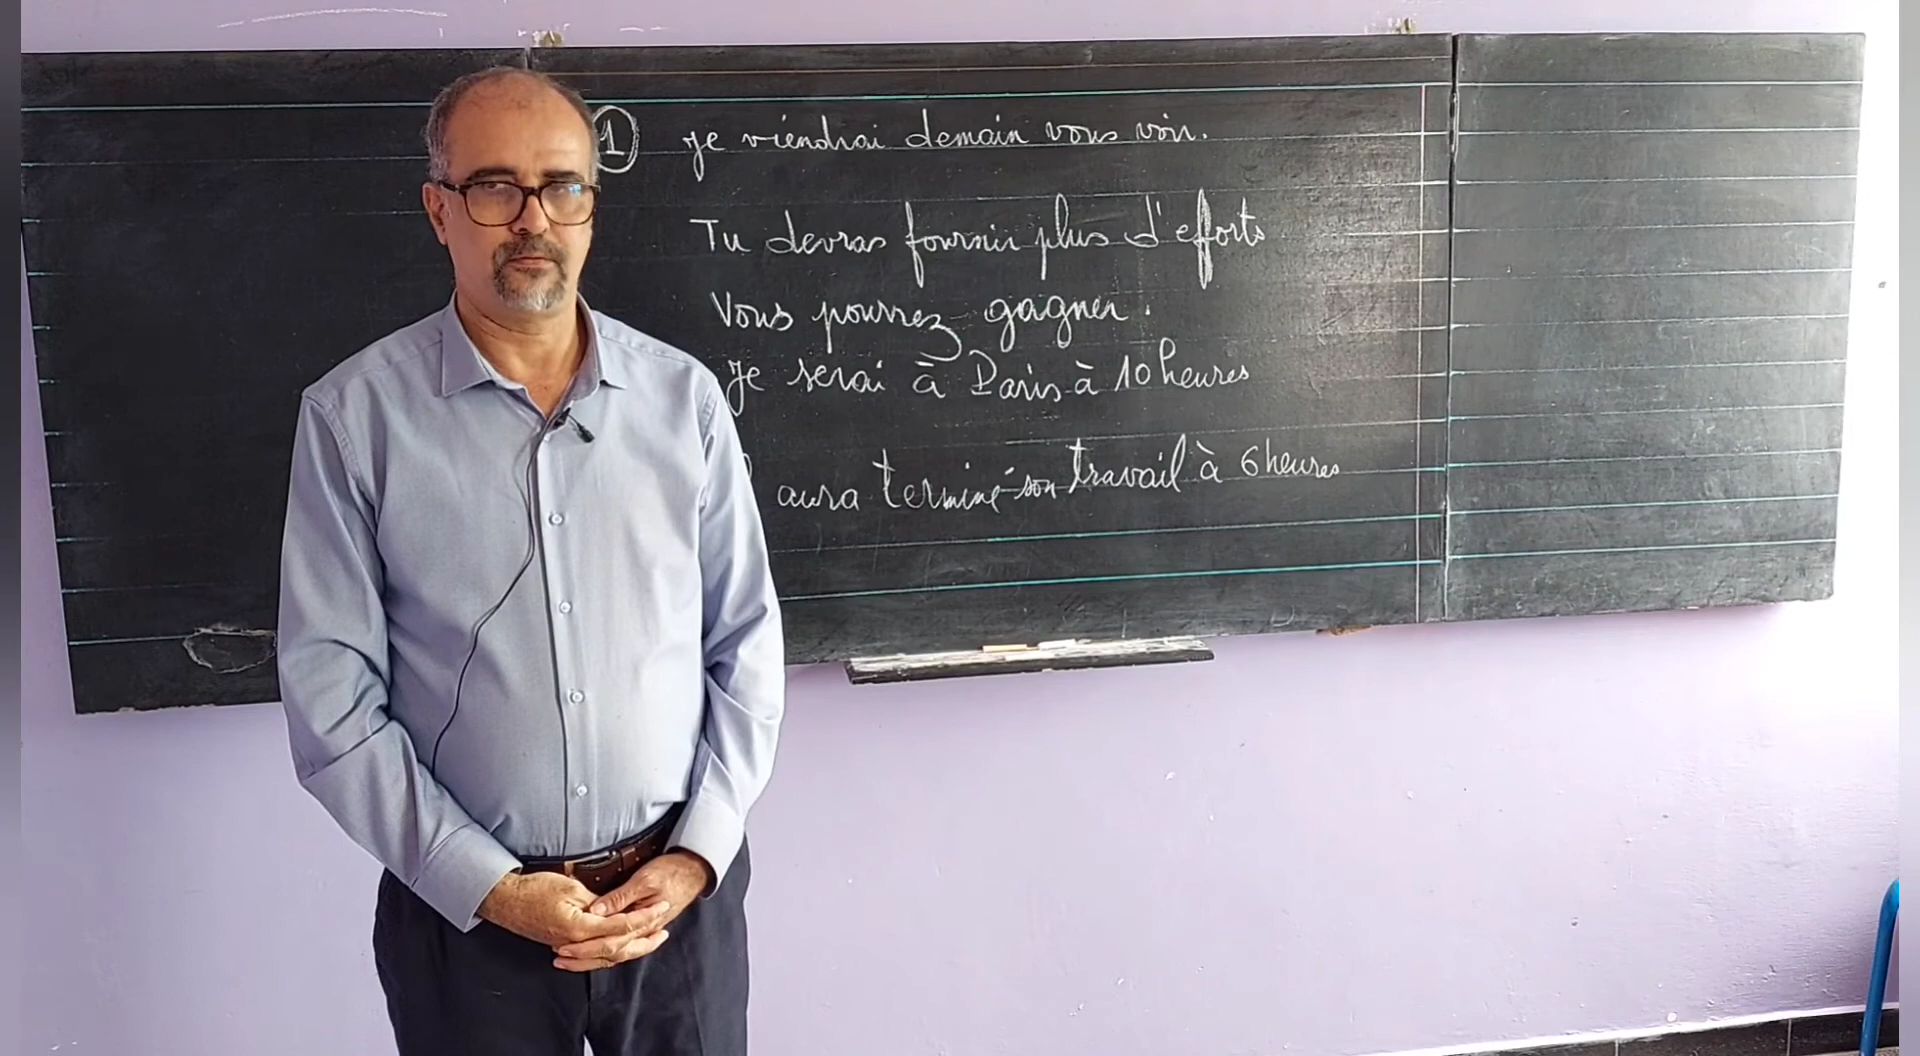 1 Je viendrai demain vous voir.
Tu devras fournir plus d'efforts
Vous pourrez gagner.
Je serai à Paris à 10 heures
aura terminé son travail à 6 heures